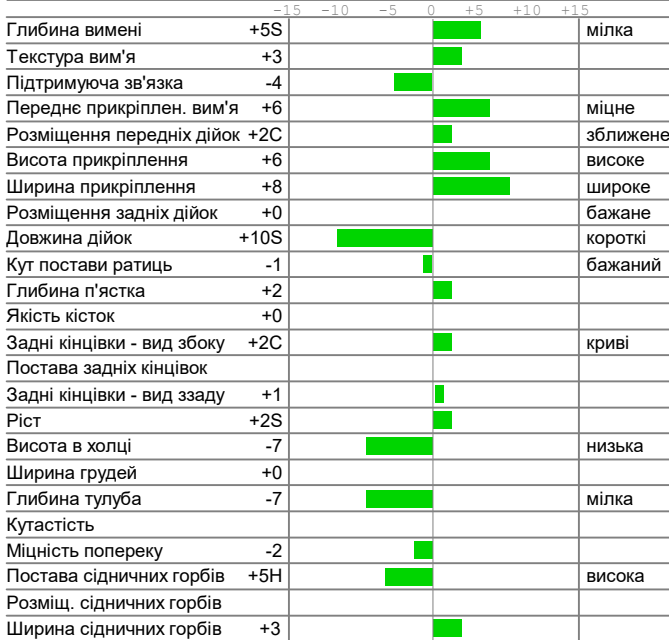 -15 -10 -5 0 +5 +10 +15
Глибина вимені +5S мілка
Текстура вим'я +3
Підтримуюча зв'язка -4
Переднє прикріплен. вим'я +6 міцне
Розміщення передніх дійок +2C зближене
Висота прикріплення +6 високе
Ширина прикріплення +8 широке
Розміщення задніх дійок +0 бажане
Довжина дійок +10S короткі
Кут постави ратиць -1 бажаний
Глибина п'ястка +2
Якість кісток +0
Задні кінцівки - вид збоку +2C криві
Постава задніх кінцівок
Задні кінцівки - вид ззаду +1
Ріст +2S
Висота в холці -7 низька
Ширина грудей +0
Глибина тулуба -7 мілка
Кутастість
Міцність попереку -2
Постава сідничних горбів +5H висока
Розміщ. сідничних горбів
Ширина сідничних горбів +3